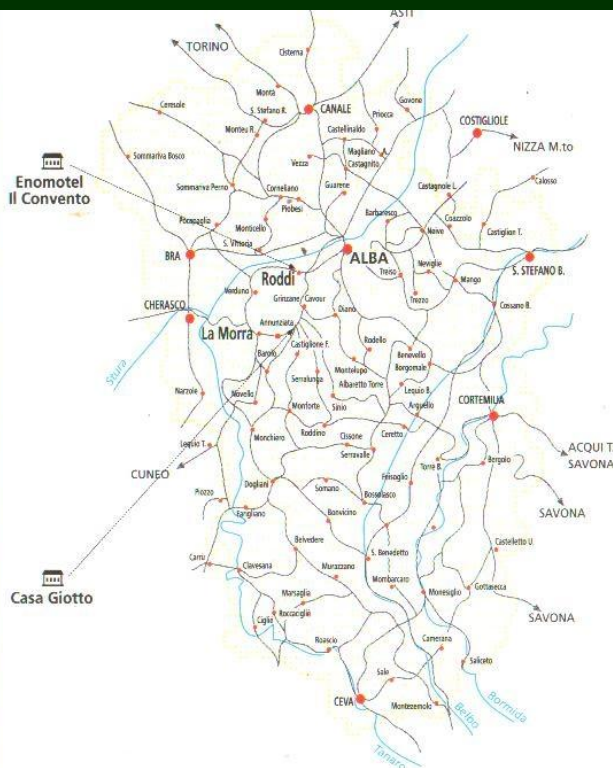 ASTI
TORINO
Cisterna
Montà
CANALE
Ceresole
S. Stefano R.
Govone
Priocca
COSTIGLIOLE
Monteu R.
Castellinaldo
NIZZA M.to
Sommariva Bosco
Magliano A.
Vezza
Castagnito
Enomotel
Il Convento
Calosso
Sommariva Perno
Corneliano
Guarene
Castagnole L.
Piobesi
Barbaresco
Pocapaglia
Monticello
Coazzolo
Castiglion T.
Neive
S. Vittoria
BRA
ALBA
S. STEFANO B.
Roddi
Treiso
Neviglie
Mango
Verduno
Trezzo
CHERASCO
Grinzane Cavour
Diano
Cossano B.
La Morra
Annunziata
Castiglione F.
Rodello
Barolo
Benevello
Borgomale
Stura
Serralunga
Montelupo
Albaretto Torre
Narzole
Novello
Lequio B.
Monforte
Sinio
Arguello
CORTEMILIA
Roddino
Ceretto
Lequio T.
Monchiero
Cissone
Serravalle
ACQUI T.
SAVONA
CUNEO
Torre B.
Bergolo
Dogliani
Somano
Feisoglio
Piozzo
Bossolasco
SAVONA
Farigliano
Bonvicino
Belvedere
Castelletto U.
Carrù
Clavesana
S. Benedetto
Murazzano
Mombarcaro
Casa Giotto
Marsaglia
Monesiglio
Gottasecca
Roccaciglié
Ciglié
SAVONA
Roascio
Camerana
Saliceto
Sale
CEVA
Montezemolo
Bormida
Belbo
Tanaro